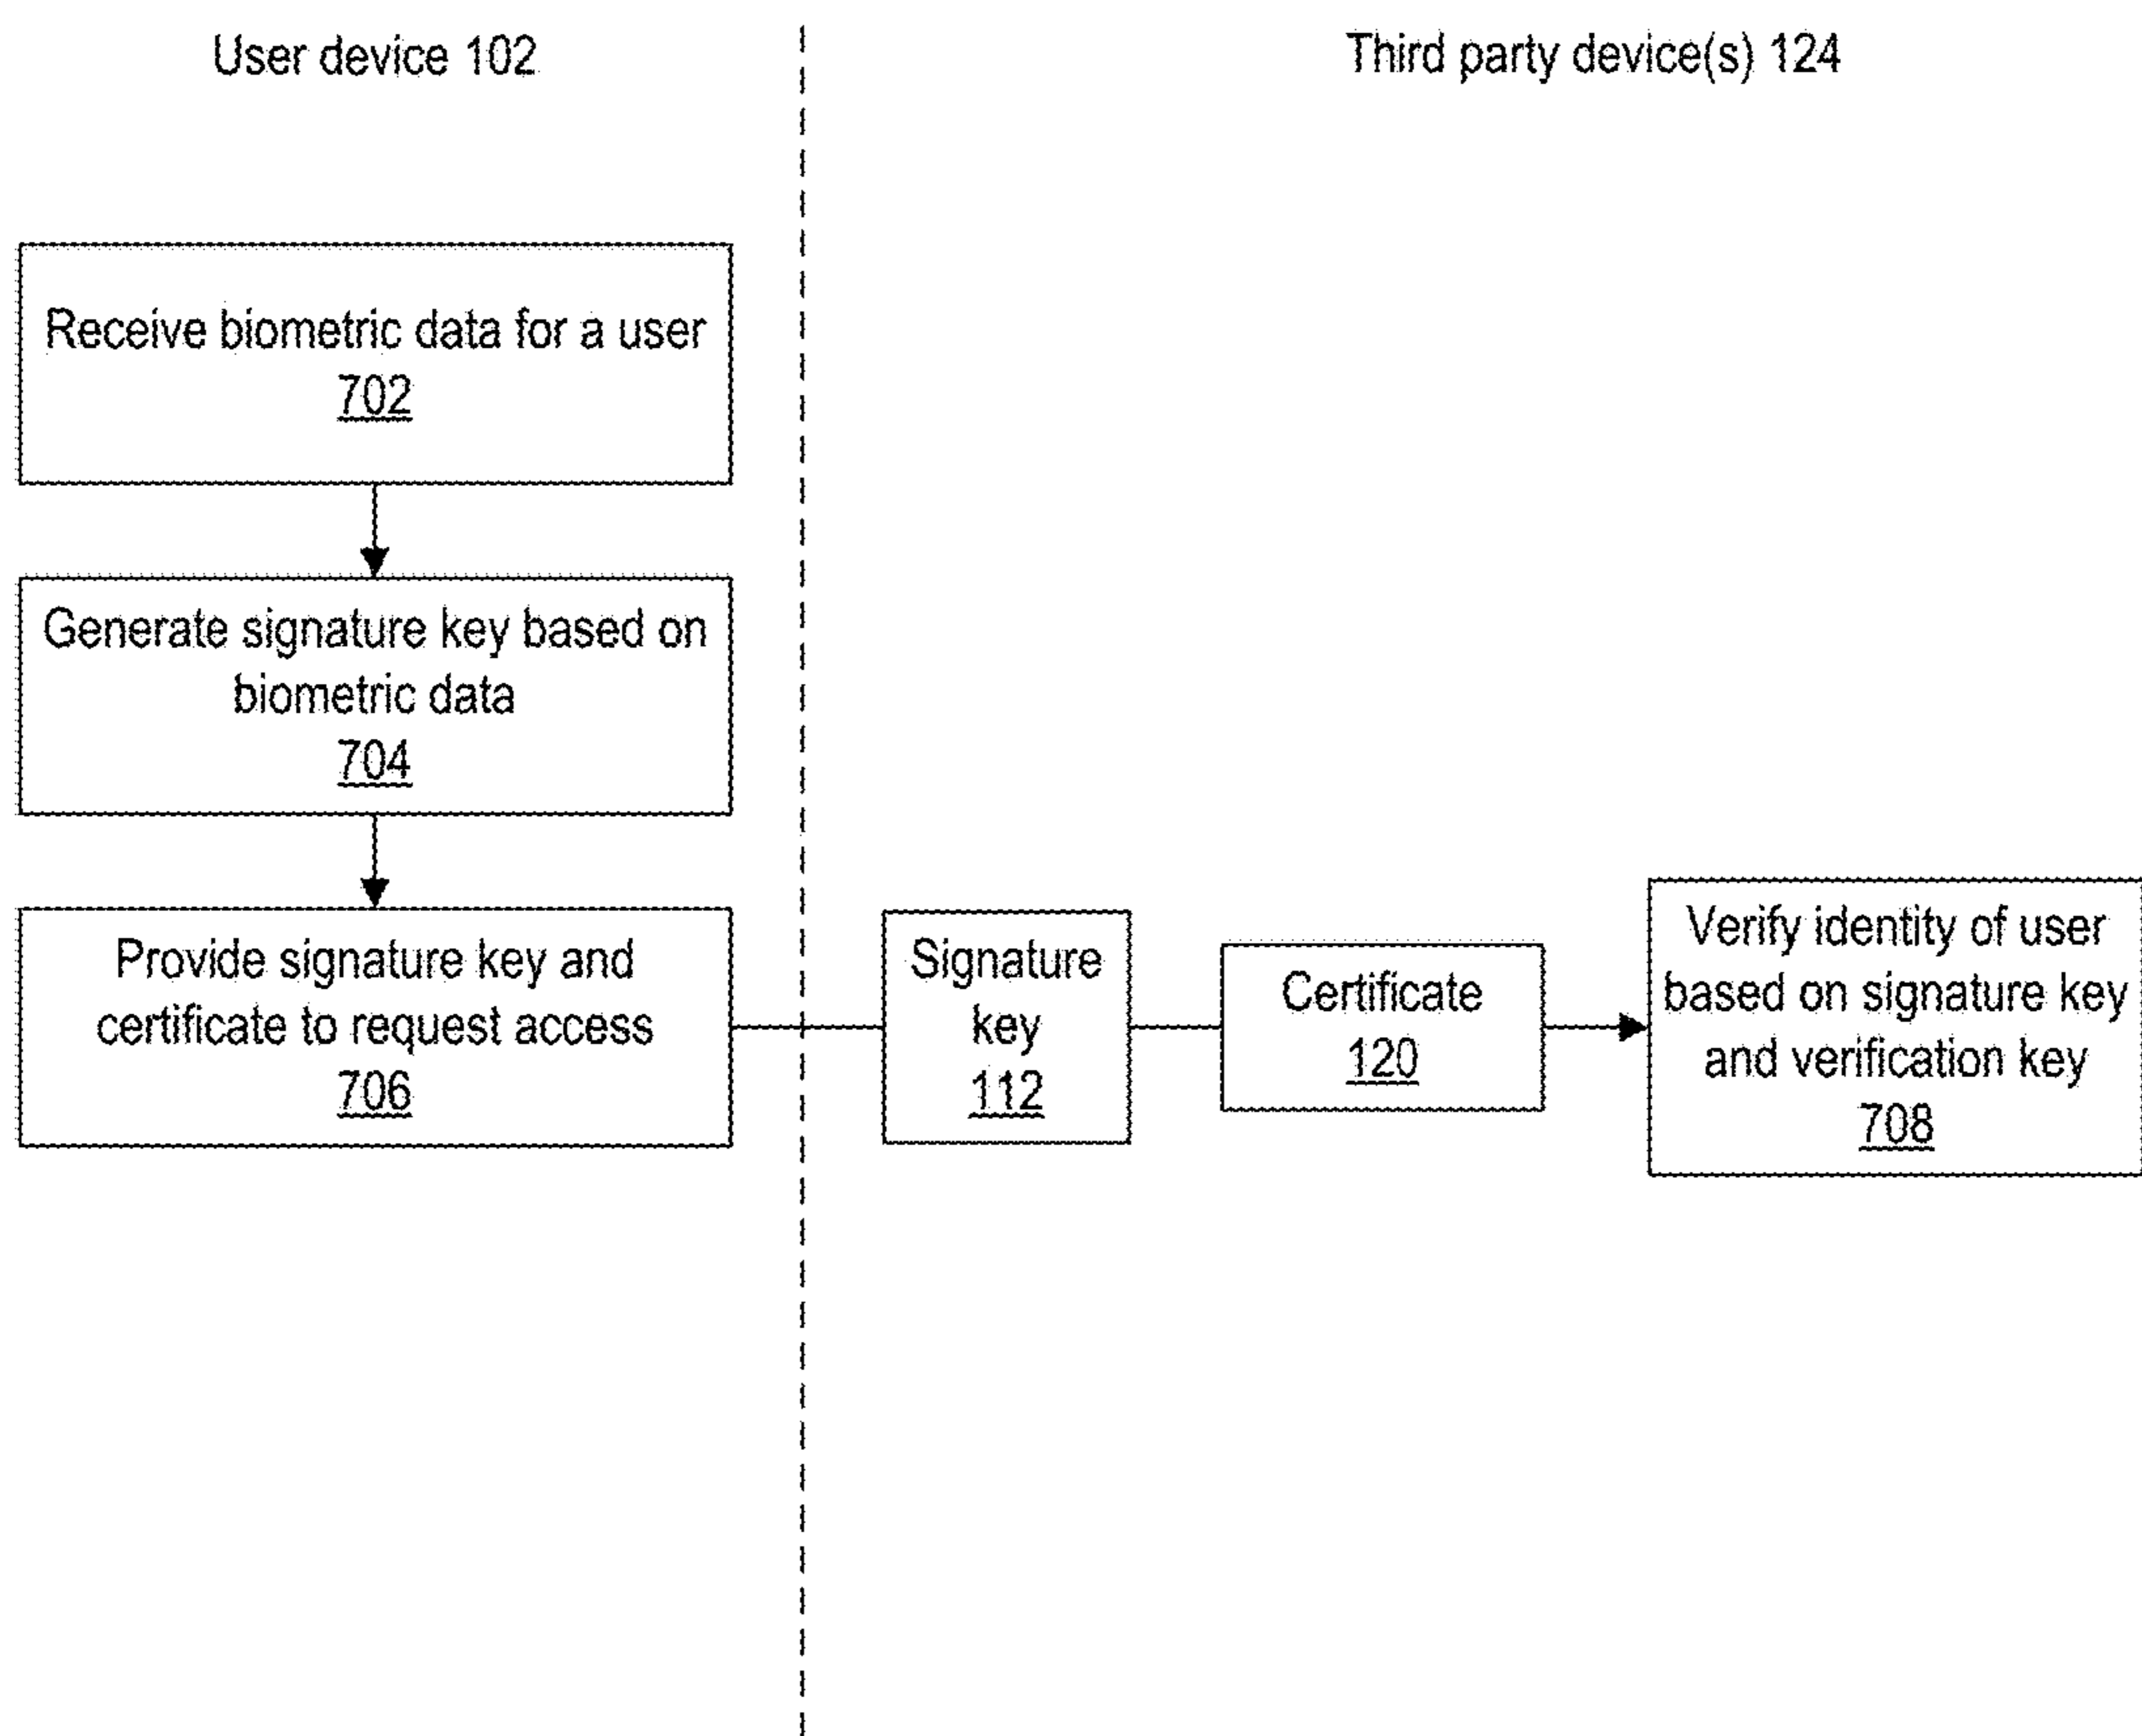 User device 102
Third party device(s) 124
Receive biometric data for a user
702
Generate signature key based on
biometric data
704
Provide signature key and
certificate to request access
706
Signature
key
112
Certificate
120
Verify identity of user
based on signature key
and verification key
708